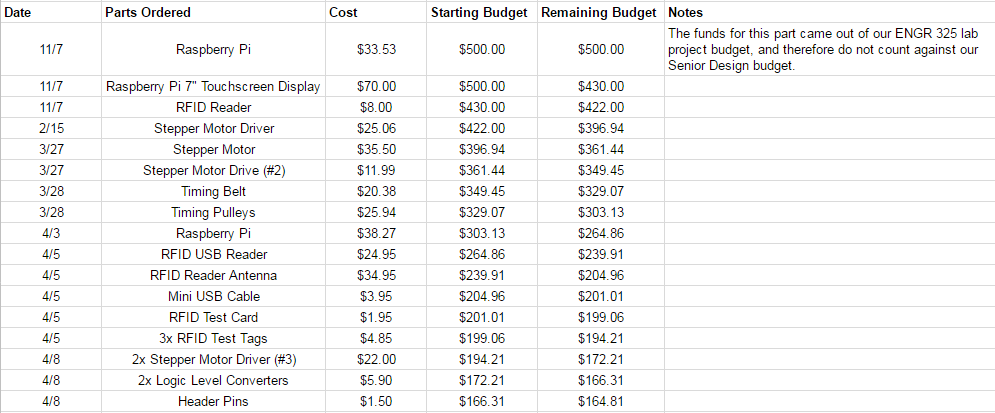 Date Parts Ordered Cost Starting Budget Remaining Budget Notes
11/7 Raspberry Pi $33.53 $500.00 $500.00 The funds for this part came out of our ENGR 325 lab
project budget, and therefore do not count against our
Senior Design budget.
11/7 Raspberry Pi 7" Touchscreen Display $70.00 $500.00 $430.00
11/7 RFID Reader $8.00 $430.00 $422.00
2/15 Stepper Motor Driver $25.06 $422.00 $396.94
3/27 Stepper Motor $35.50 $396.94 $361.44
3/27 Stepper Motor Drive (#2) $11.99 $361.44 $349.45
3/28 Timing Belt $20.38 $349.45 $329.07
3/28 Timing Pulleys $25.94 $329.07 $303.13
4/3 Raspberry Pi $38.27 $303.13 $264.86
4/5 RFID USB Reader $24.95 $264.86 $239.91
4/5 RFID Reader Antenna $34.95 $239.91 $204.96
4/5 Mini USB Cable $3.95 $204.96 $201.01
4/5 RFID Test Card $1.95 $201.01 $199.06
4/5 3x RFID Test Tags $4.85 $199.06 $194.21
4/8 2x Stepper Motor Driver (#3) $22.00 $194.21 $172.21
4/8 2x Logic Level Converters $5.90 $172.21 $166.31
4/8 Header Pins $1.50 $166.31 $164.81